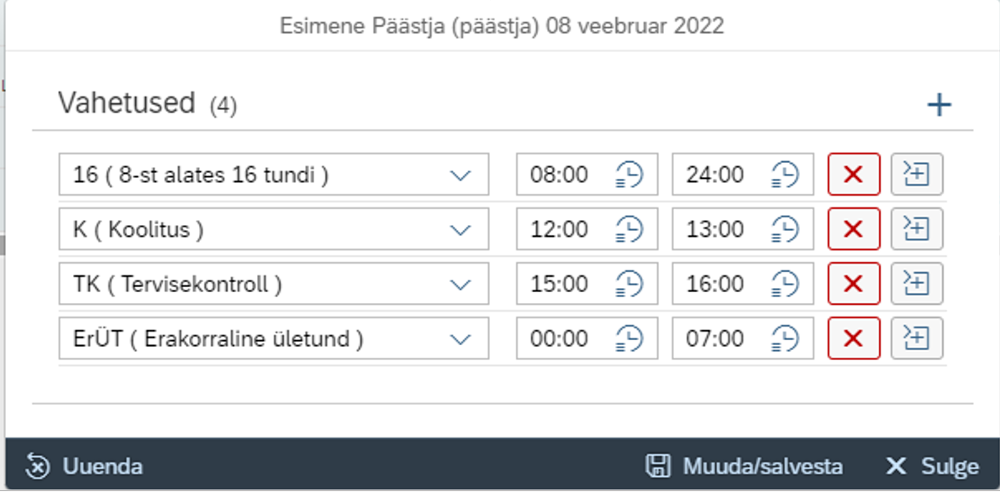 Esimene Päästja (päästja) 08 veebruar 2022
Vahetused (4)
16 ( 8-st alates 16 tundi ) 08:00 24:00
K ( Koolitus ) 12:00 13:00
TK ( Tervisekontroll ) 15:00 16:00
ErÜT ( Erakorraline ületund ) 00:00 07:00
Uuenda Muuda/salvesta Sulge